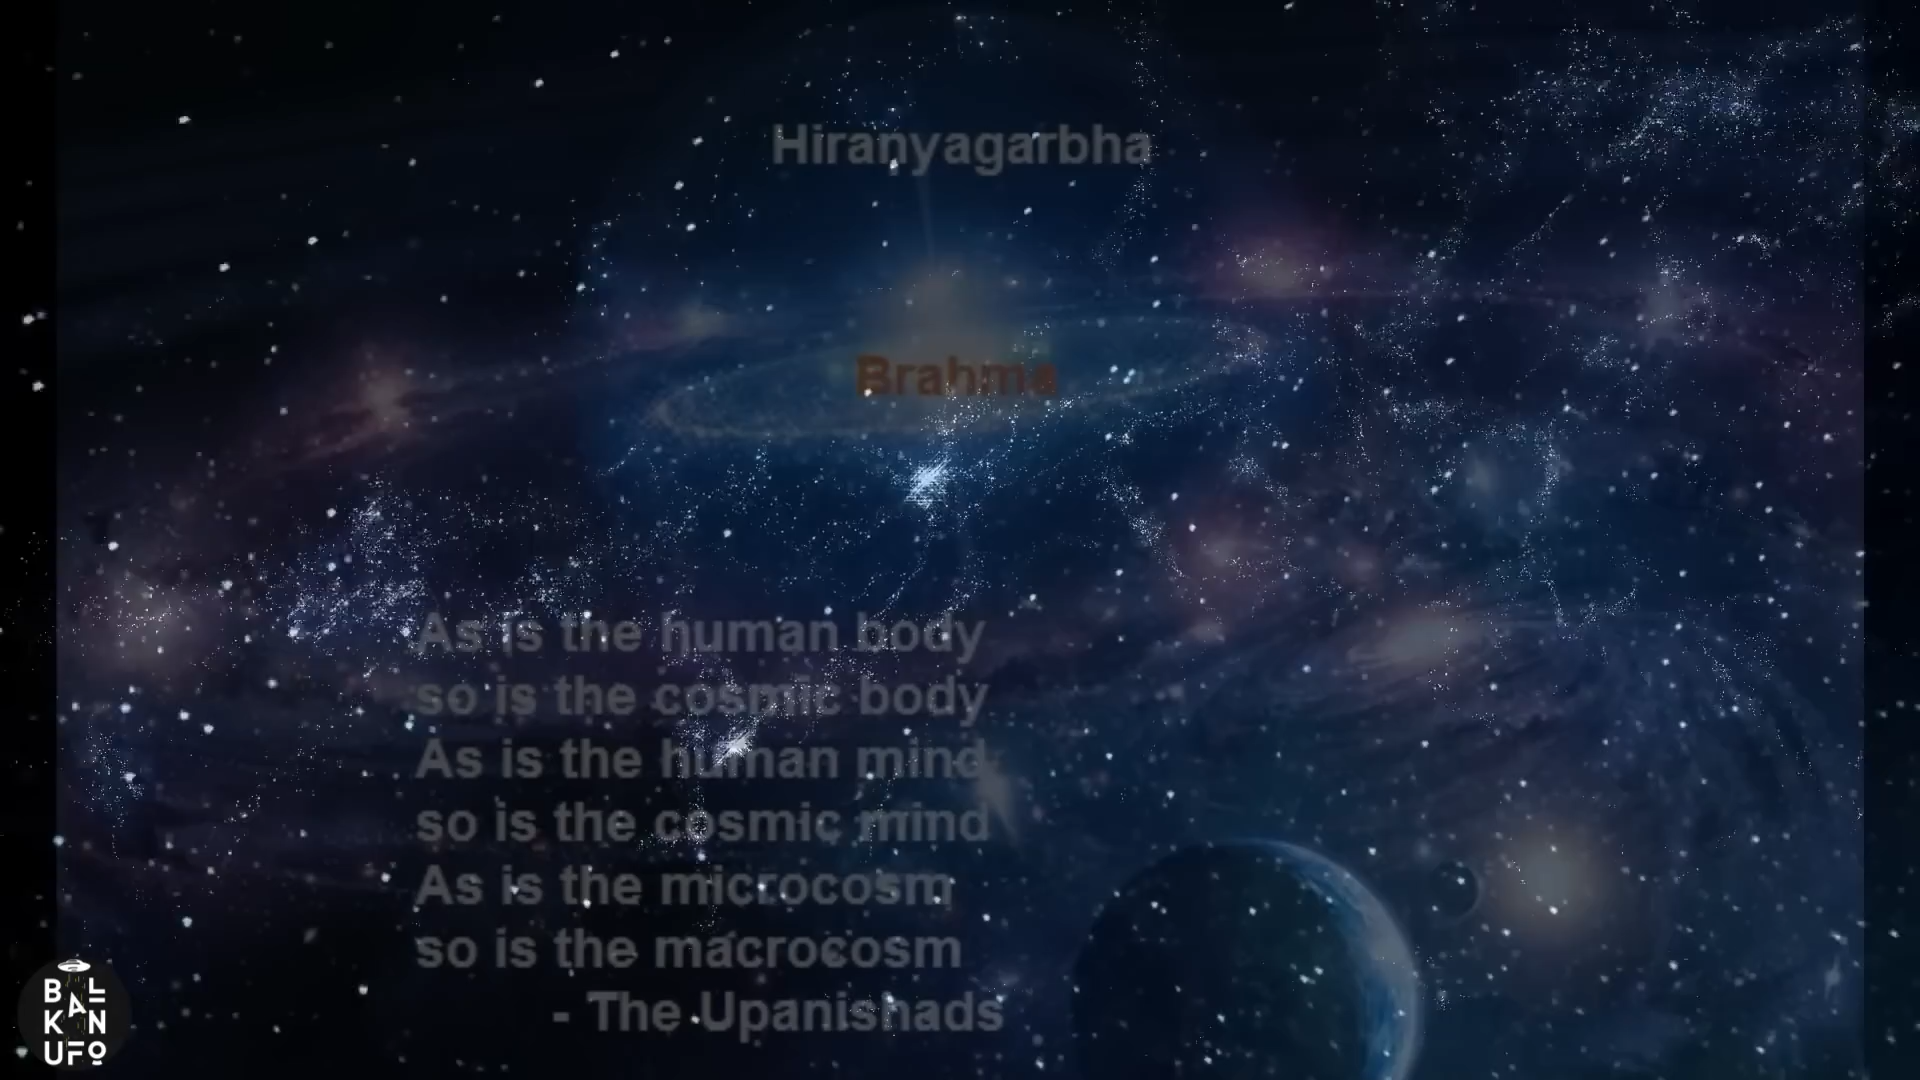 Hiranyagarbha
Brahma
As is the human body
so is the cosmic body
As is the human mind
so is the cosmic mind
As is the microcosm
so is the macrocosm
- The Upanishads
BAL
KAN
UFO